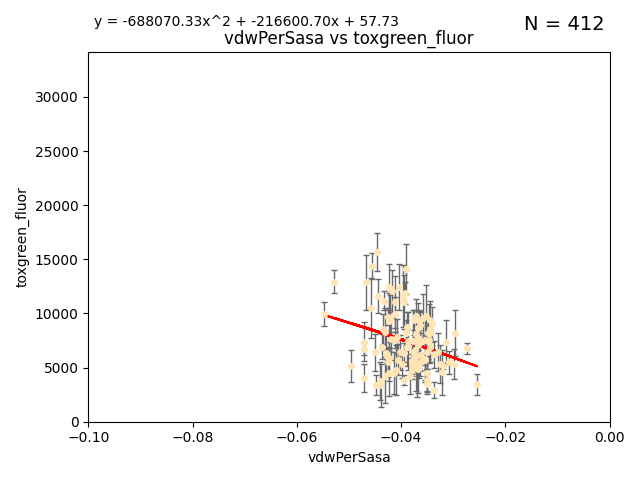 y = -688070.33x^2 + -216600.70x + 57.73
N = 412
vdwPerSasa vs toxgreen_fluor
30000
25000
20000
15000
10000
5000
0
toxgreen_fluor
−0.10 −0.08 −0.06 −0.04 −0.02 0.00
vdwPerSasa